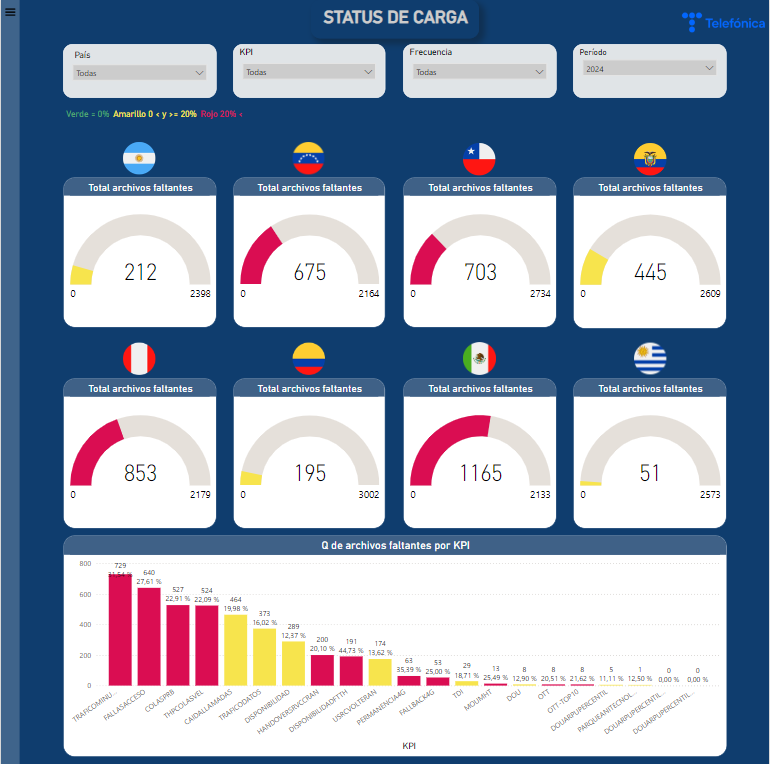 STATUS DE CARGA
Telefónica
País
Todas
KPI
Todas
Frecuencia
Todas
Período
2024
Verde = 0% Amarillo 0 < y >= 20% Rojo 20% <
Total archivos faltantes
212
0 2398
Total archivos faltantes
675
0 2164
Total archivos faltantes
703
0 2734
Total archivos faltantes
445
0 2609
Total archivos faltantes
853
0 2179
Total archivos faltantes
195
0 3002
Total archivos faltantes
1165
0 2133
Total archivos faltantes
51
0 2573
Q de archivos faltantes por KPI
800
600
400
200
0
729
640
27,61 %
527
22,91 %
524
22,09 %
464
19,98 %
373
16,02 %
289
12,37 %
200
20,10 %
191
44,73 %
174
13,62 %
63
35,39 %
53
25,00 %
29
18,71 %
13
25,49 %
8
12,90 %
8
20,51 %
8
21,62 %
5
11,11 %
1
12,50 %
0
0,00 %
0
0,00 %
TRAFICOMINU...
FALLASACCESO
COLASPRB
THPCOLASVEL
CAIDALLAMADAS
TRAFICODATOS
DISPONIBILIDAD
HANDOVERSRVCCRAN
DISPONIBILIDADFTTH
USRCVOLTERAN
PERMANENCIA4G
FALLBACK4G
TDI
MOUMHT
DOU
OTT
OTT-TOP10
DOUARPUPERCENTIL
PARQUEANITECNOL...
DOUARPUPERCENTIL...
DOUARPUPERCENTIL...
KPI